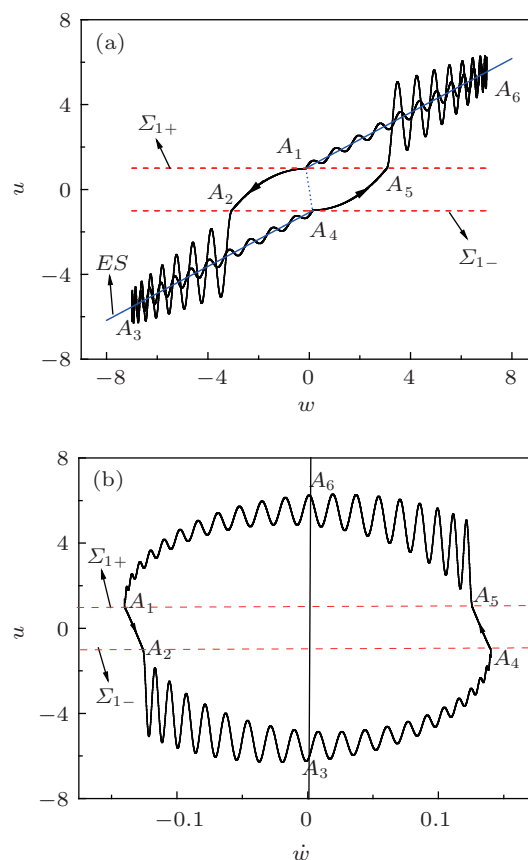 (a)
8
4
0
−4
−8
u
Σ1+
A1
A2
A3
A4
A5
A6
Σ1−
ES
−8 −4 0 4 8
w
(b)
8
4
0
−4
−8
u
Σ1+
A1
A2
Σ1−
A3
A4
A5
A6
−0.1 0 0.1
ẇ